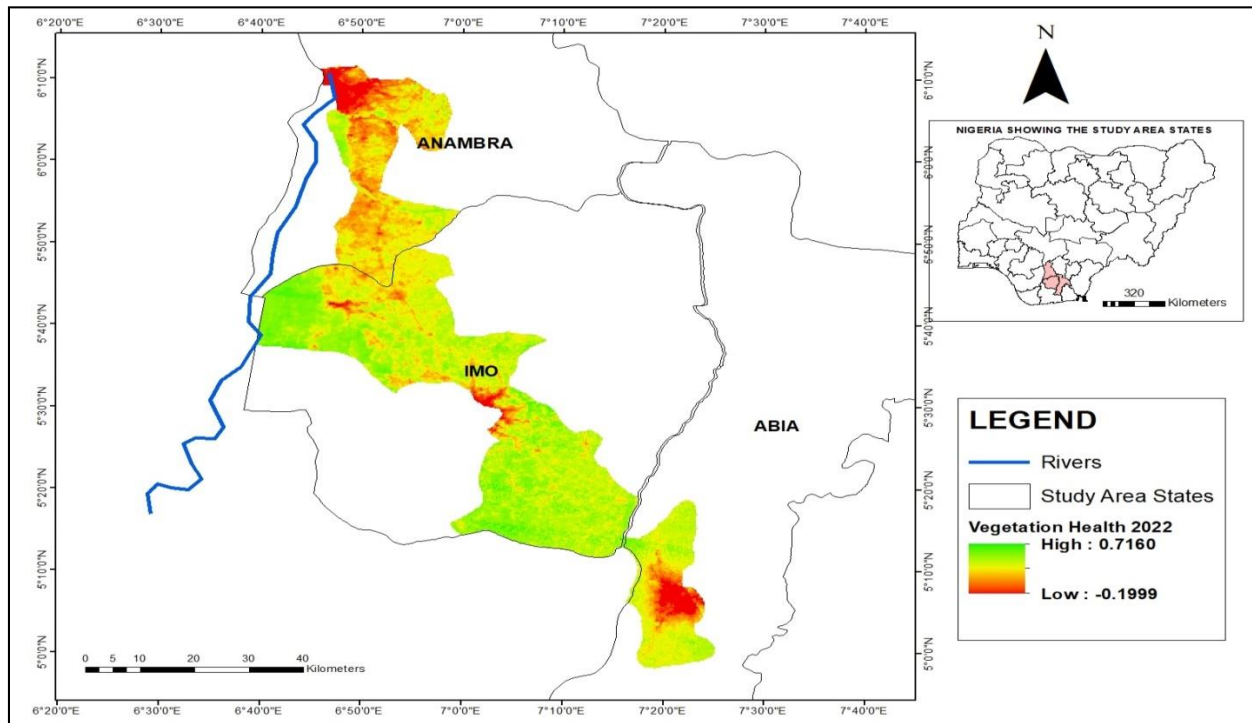 6°20'0"E 6°30'0"E 6°40'0"E 6°50'0"E 7°0'0"E 7°10'0"E 7°20'0"E 7°30'0"E 7°40'0"E
6°10'0"N
6°0'0"N
5°50'0"N
5°40'0"N
5°30'0"N
5°20'0"N
5°10'0"N
5°0'0"N
ANAMBRA
IMO
ABIA
0 5 10 20 30 40
Kilometers
6°10'0"N
6°0'0"N
5°50'0"N
5°40'0"N
5°30'0"N
5°20'0"N
5°10'0"N
5°0'0"N
6°20'0"E 6°30'0"E 6°40'0"E 6°50'0"E 7°0'0"E 7°10'0"E 7°20'0"E 7°30'0"E 7°40'0"E
N
NIGERIA SHOWING THE STUDY AREA STATES
320
Kilometers
LEGEND
Rivers
Study Area States
Vegetation Health 2022
High : 0.7160
Low : -0.1999